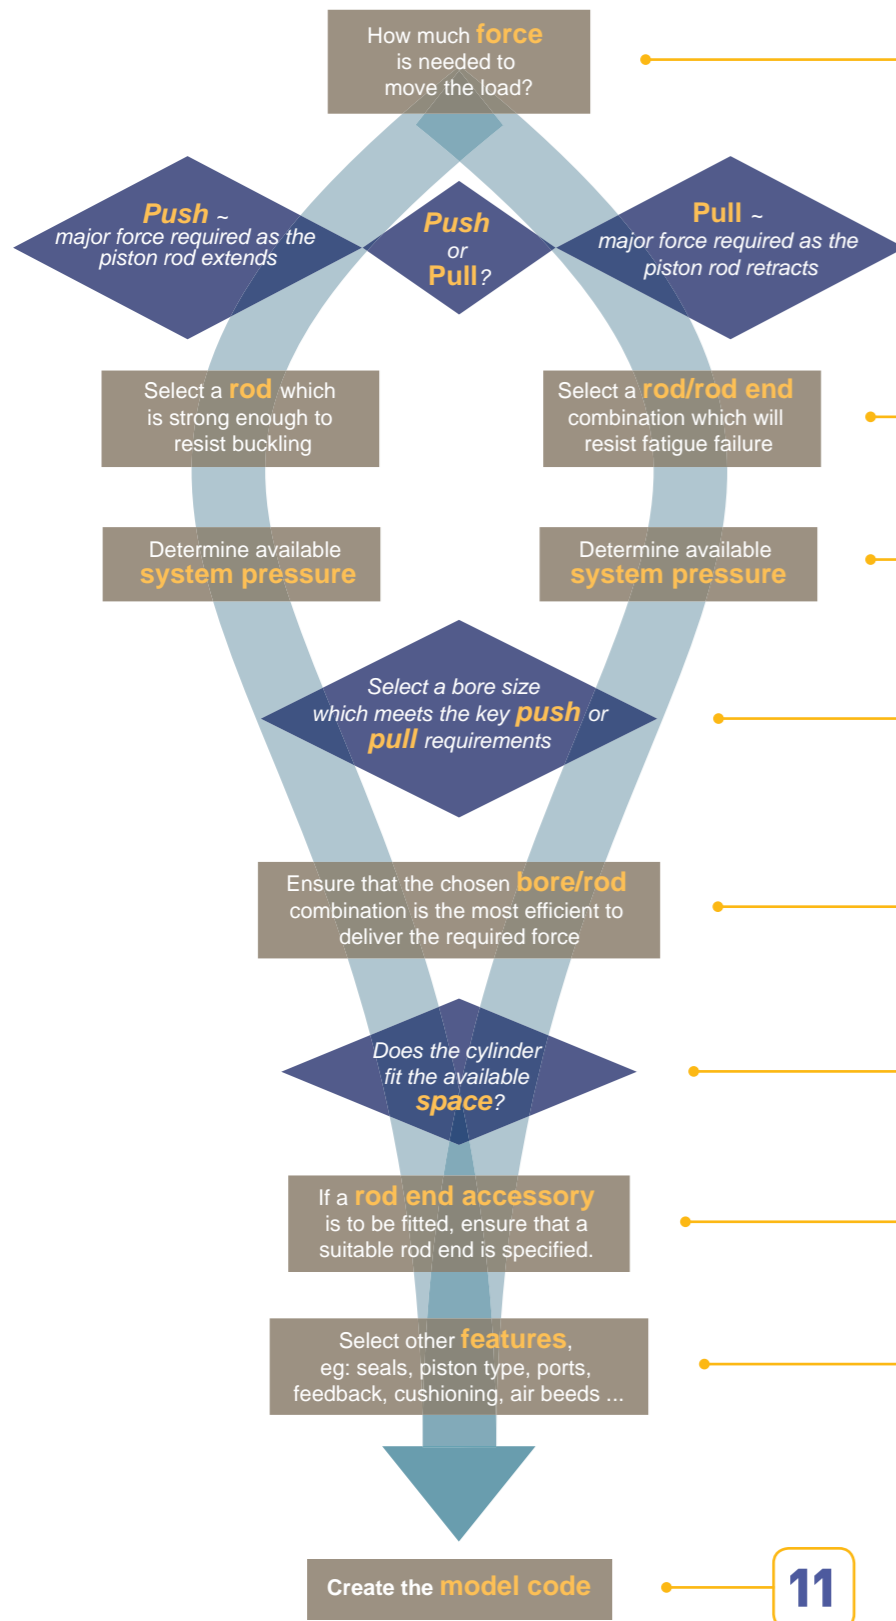 How much force
is needed to
move the load?
Push ~
major force required as the
piston rod extends
Push
or
Pull?
Pull ~
major force required as the
piston rod retracts
Select a rod which
is strong enough to
resist buckling
Select a rod/rod end
combination which will
resist fatigue failure
Determine available
system pressure
Determine available
system pressure
Select a bore size
which meets the key push or
pull requirements
Ensure that the chosen bore/rod
combination is the most efficient to
deliver the required force
Does the cylinder
fit the available
space?
If a rod end accessory
is to be fitted, ensure that a
suitable rod end is specified.
Select other features,
eg: seals, piston type, ports,
feedback, cushioning, air beeds ...
Create the model code
11